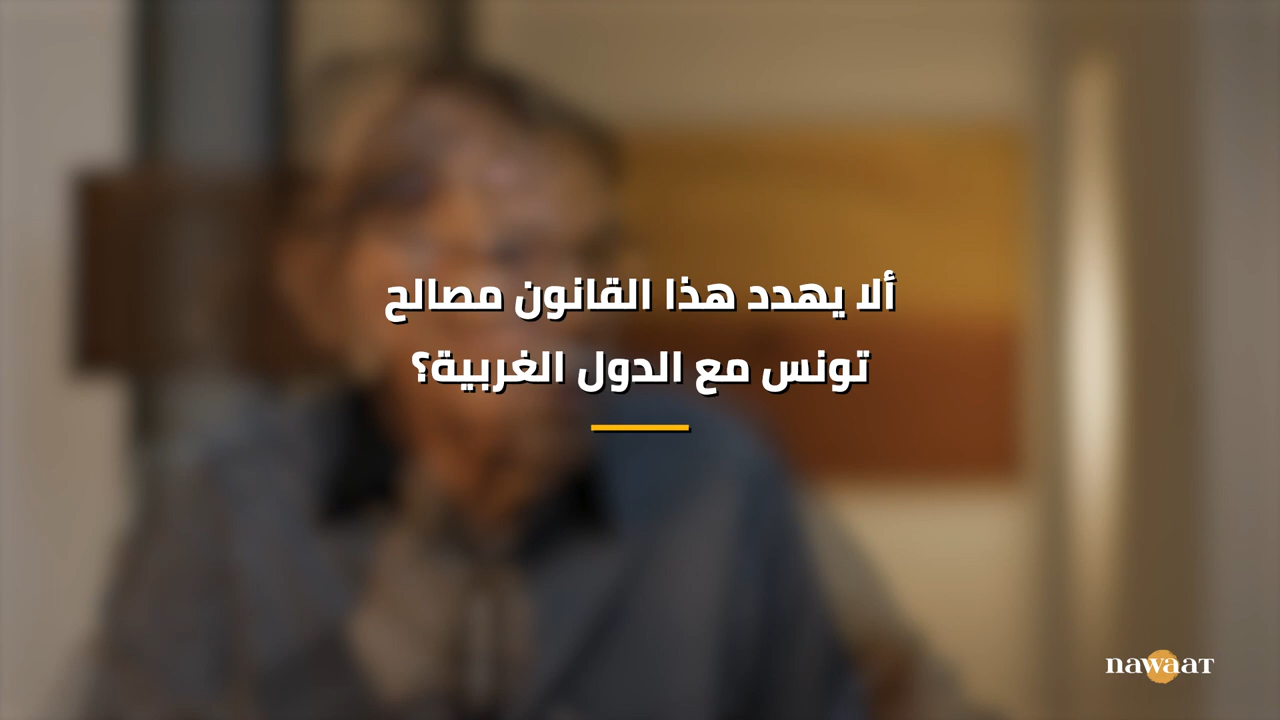 ألا يهدد هذا القانون مصالح
تونس مع الدول الغربية؟
nawaat